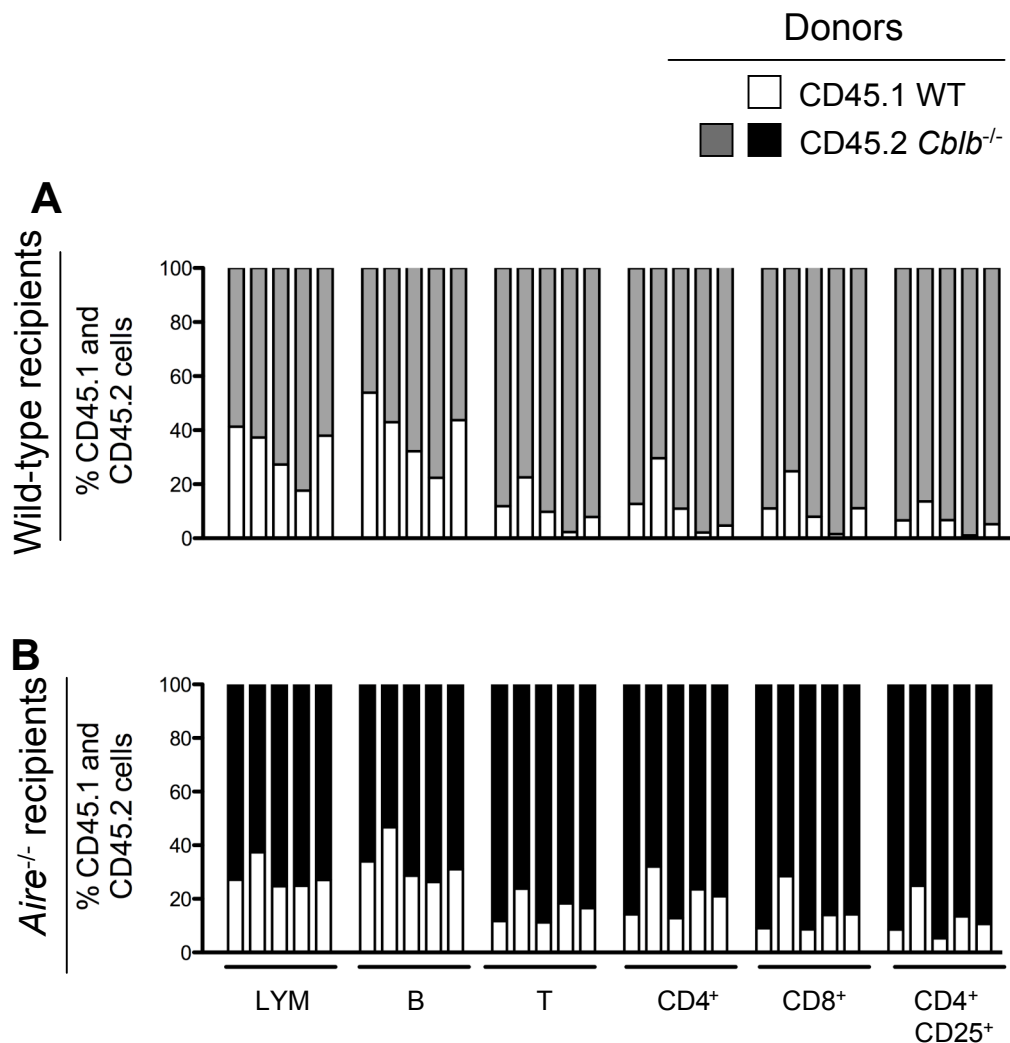 Donors
CD45.1 WT
CD45.2 Cblb-/-
A
Wild-type recipients
% CD45.1 and
CD45.2 cells
100
80
60
40
20
0
B
Aire-/- recipients
% CD45.1 and
CD45.2 cells
100
80
60
40
20
0
LYM B T CD4+ CD8+ CD4+
CD25+